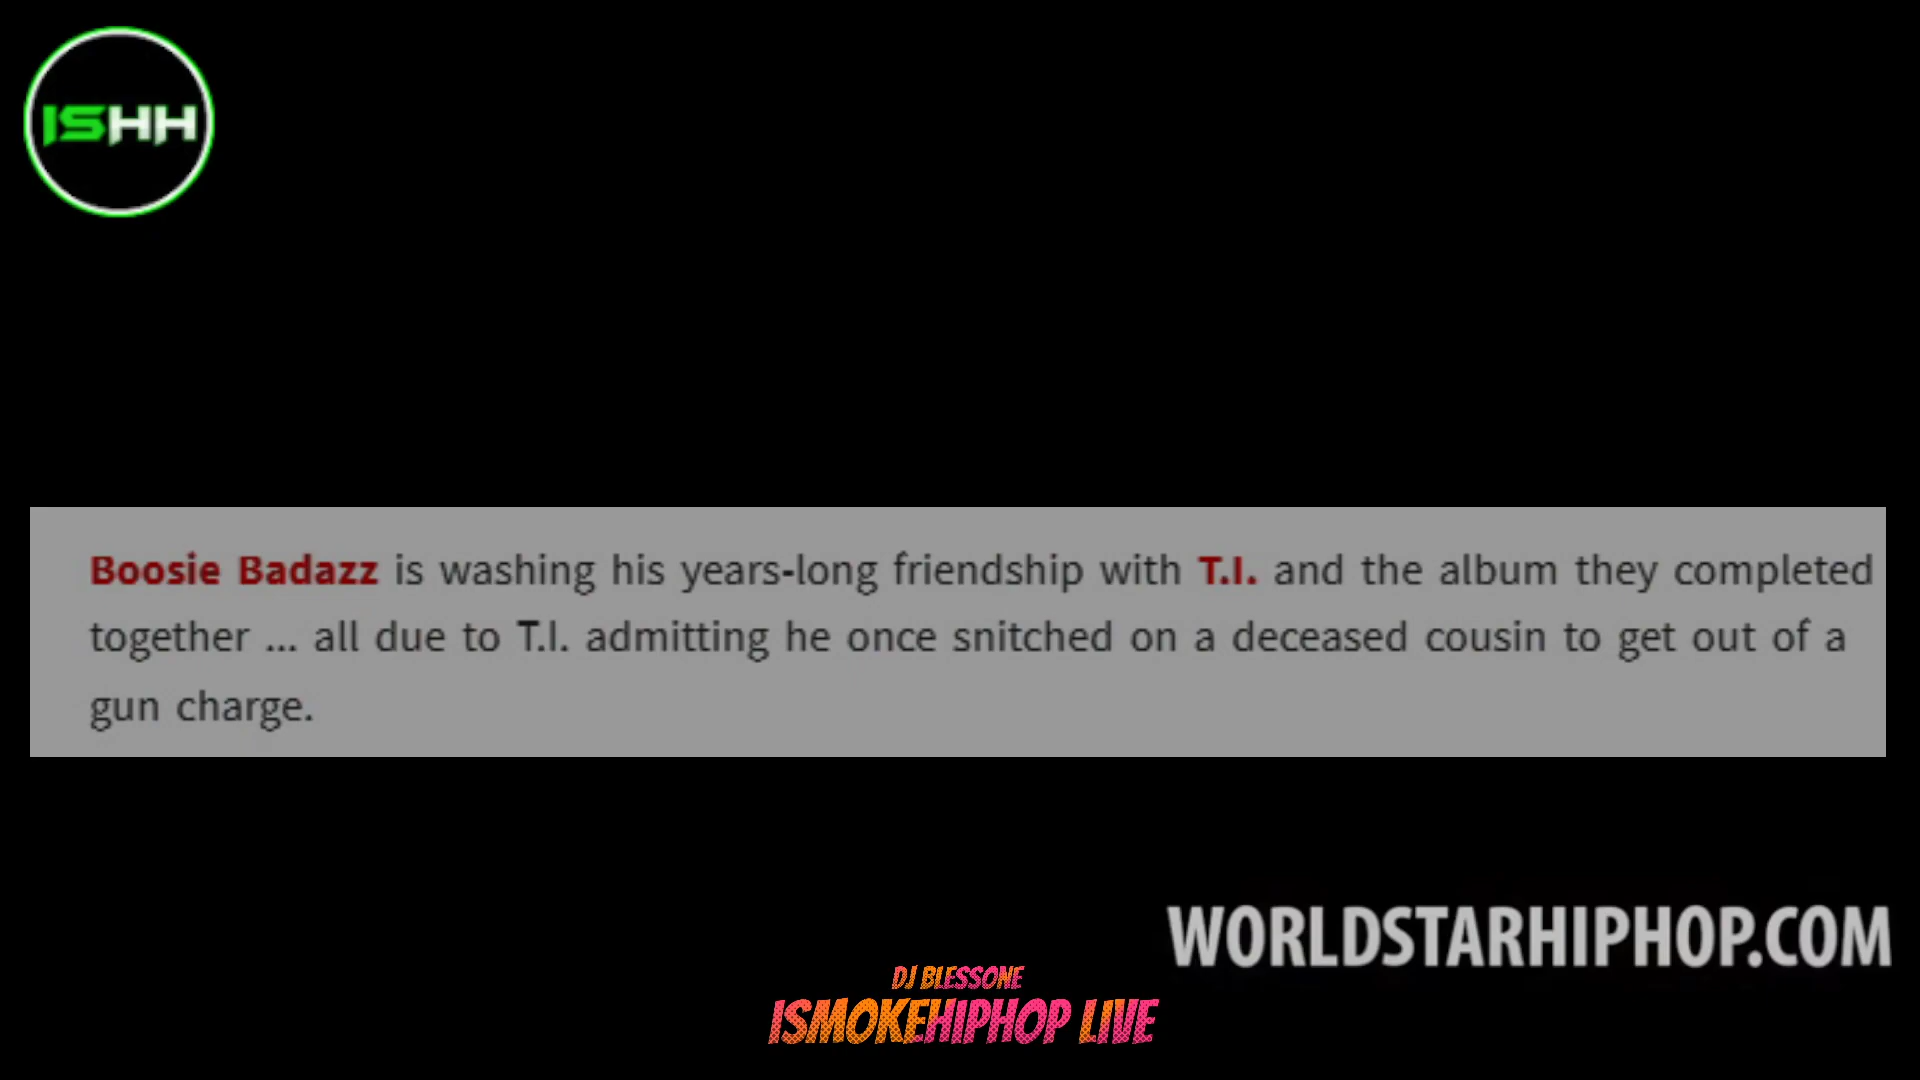 ISHH
Boosie Badazz is washing his years-long friendship with T.I. and the album they completed
together ... all due to T.I. admitting he once snitched on a deceased cousin to get out of a
gun charge.
WORLDSTARHIPHOP.COM
DJ BLESSONE
ISMOKEHIPHOP LIVE